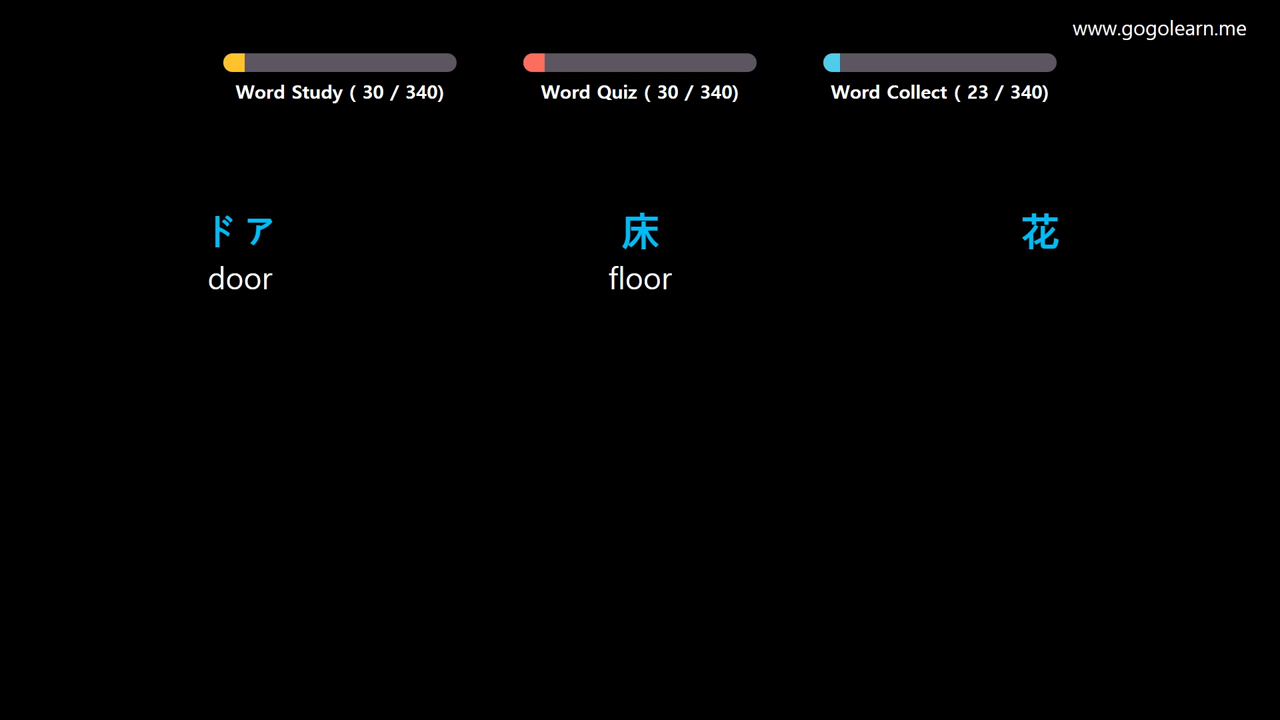 www.gogolearn.me
Word Study ( 30 / 340)
Word Quiz ( 30 / 340)
Word Collect ( 23 / 340)
ドア
床
花
door
floor